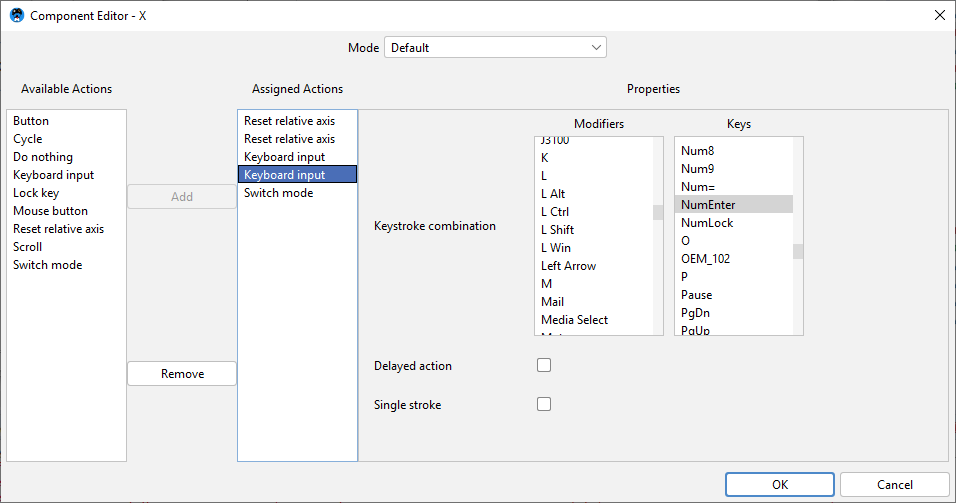 Component Editor - X
Mode Default
Available Actions
Assigned Actions
Properties
Button
Cycle
Do nothing
Keyboard input
Lock key
Mouse button
Reset relative axis
Scroll
Switch mode
Add
Remove
Reset relative axis
Reset relative axis
Keyboard input
Keyboard input
Switch mode
Keystroke combination
Modifiers
J3100
K
L
L Alt
L Ctrl
L Shift
L Win
Left Arrow
M
Mail
Media Select
Keys
Num8
Num9
Num=
NumEnter
NumLock
O
OEM_102
P
Pause
PgDn
PgUp
Delayed action
Single stroke
OK
Cancel